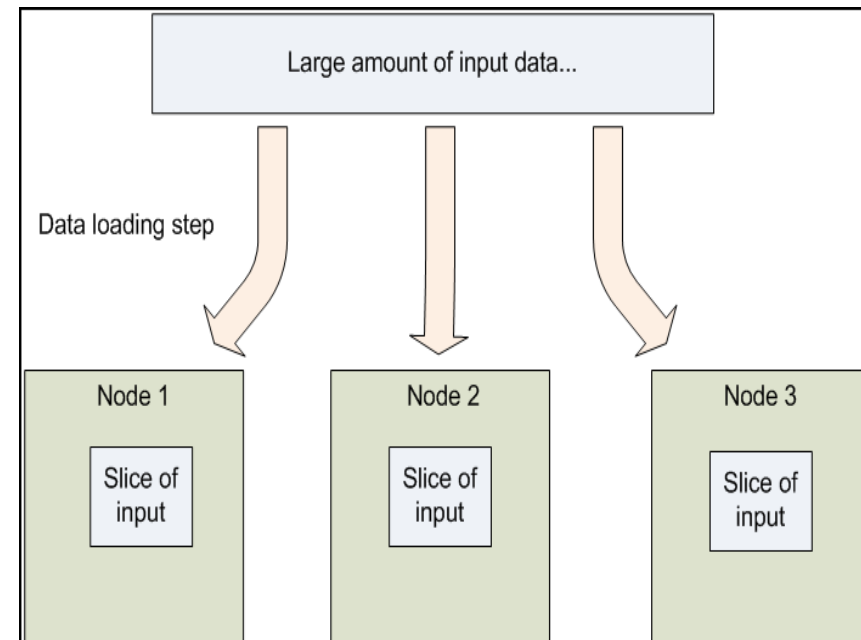 Large amount of input data...
Data loading step
Node 1
Node 2
Node 3
Slice of
input
Slice of
input
Slice of
input